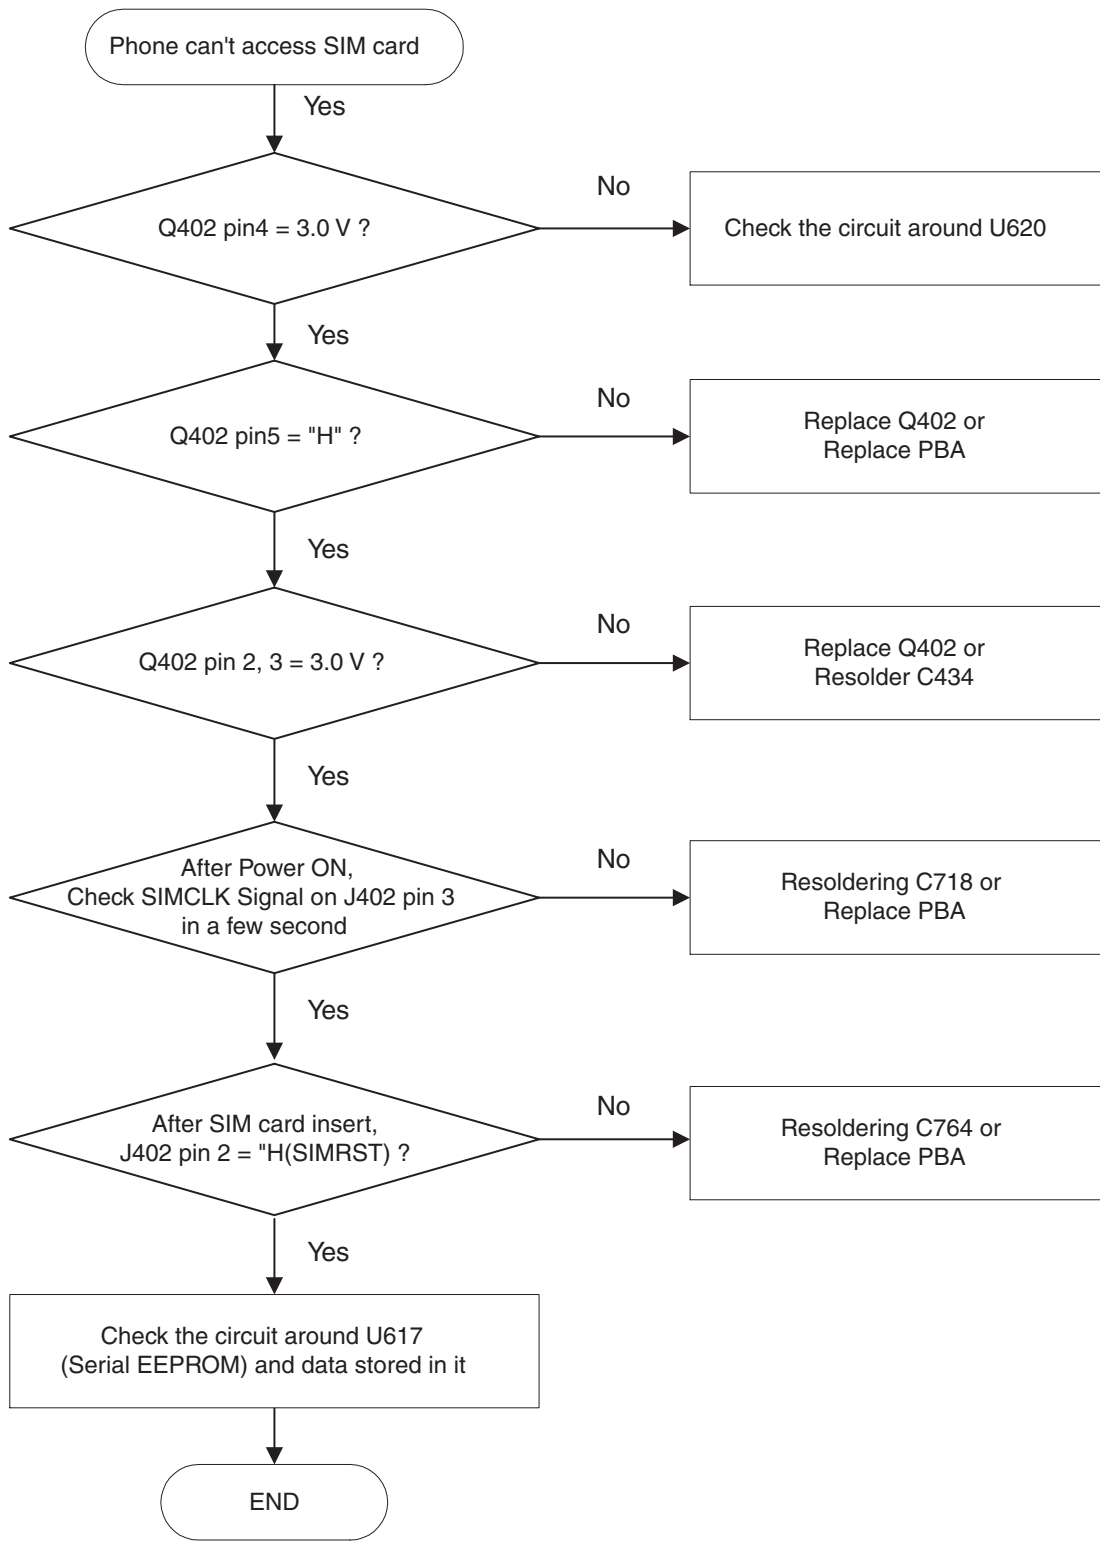 Phone can't access SIM card
Yes
Q402 pin4 = 3.0 V ?
No
Check the circuit around U620
Yes
Q402 pin5 = "H" ?
No
Replace Q402 or
Replace PBA
Yes
Q402 pin 2, 3 = 3.0 V ?
No
Replace Q402 or
Resolder C434
Yes
After Power ON,
Check SIMCLK Signal on J402 pin 3
in a few second
No
Resoldering C718 or
Replace PBA
Yes
After SIM card insert,
J402 pin 2 = "H(SIMRST) ?
No
Resoldering C764 or
Replace PBA
Yes
Check the circuit around U617
(Serial EEPROM) and data stored in it
END